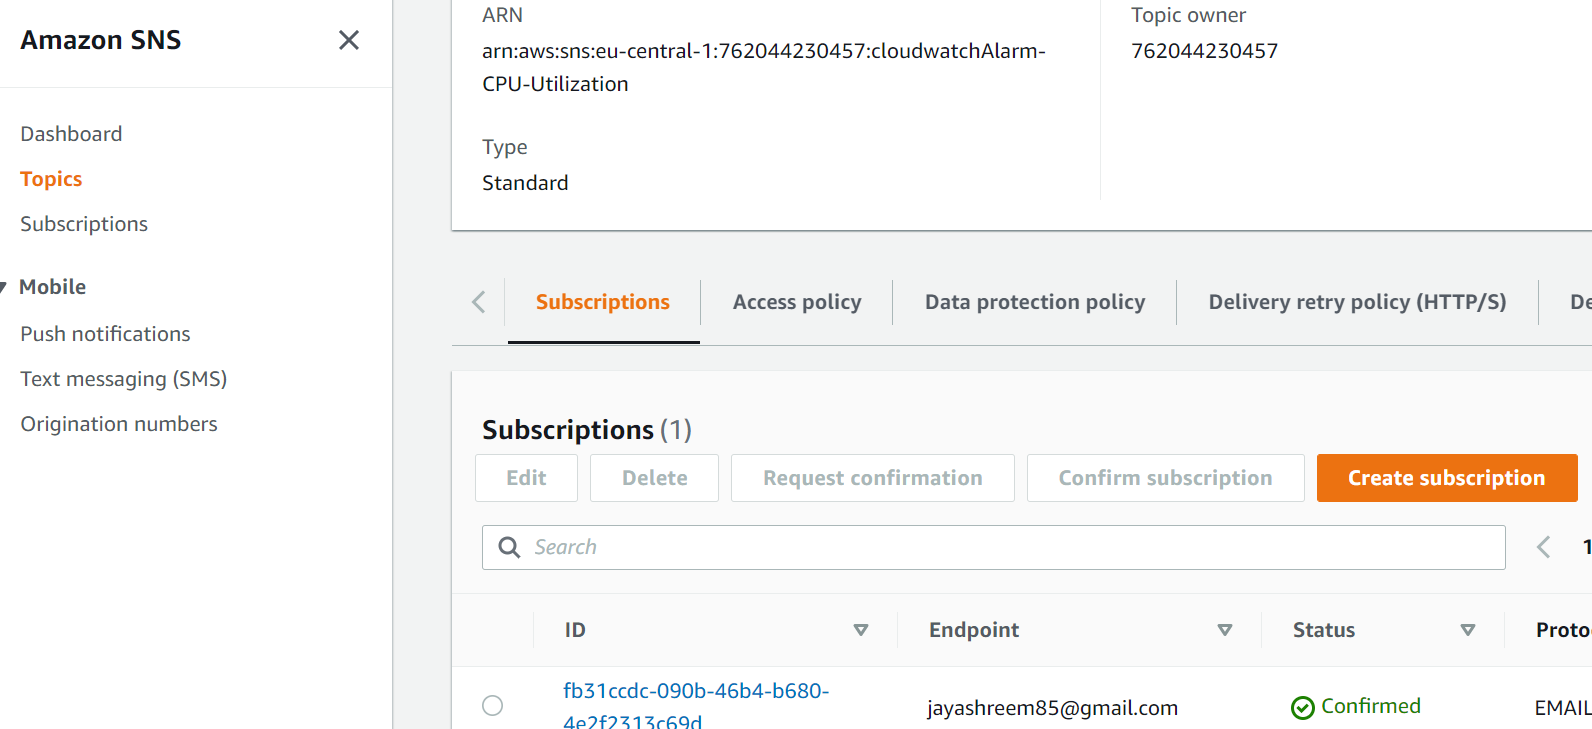 Amazon SNS
Dashboard
Topics
Subscriptions
Mobile
Push notifications
Text messaging (SMS)
Origination numbers
ARN
arn:aws:sns:eu-central-1:762044230457:cloudwatchAlarm-
CPU-Utilization
Topic owner
762044230457
Type
Standard
Subscriptions
Access policy
Data protection policy
Delivery retry policy (HTTP/S)
De
Subscriptions (1)
Edit
Delete
Request confirmation
Confirm subscription
Create subscription
Search
1
ID
Endpoint
Status
Proto
fb31ccdc-090b-46b4-b680-
4e2f2313c69d
jayashreem85@gmail.com
Confirmed
EMAIL